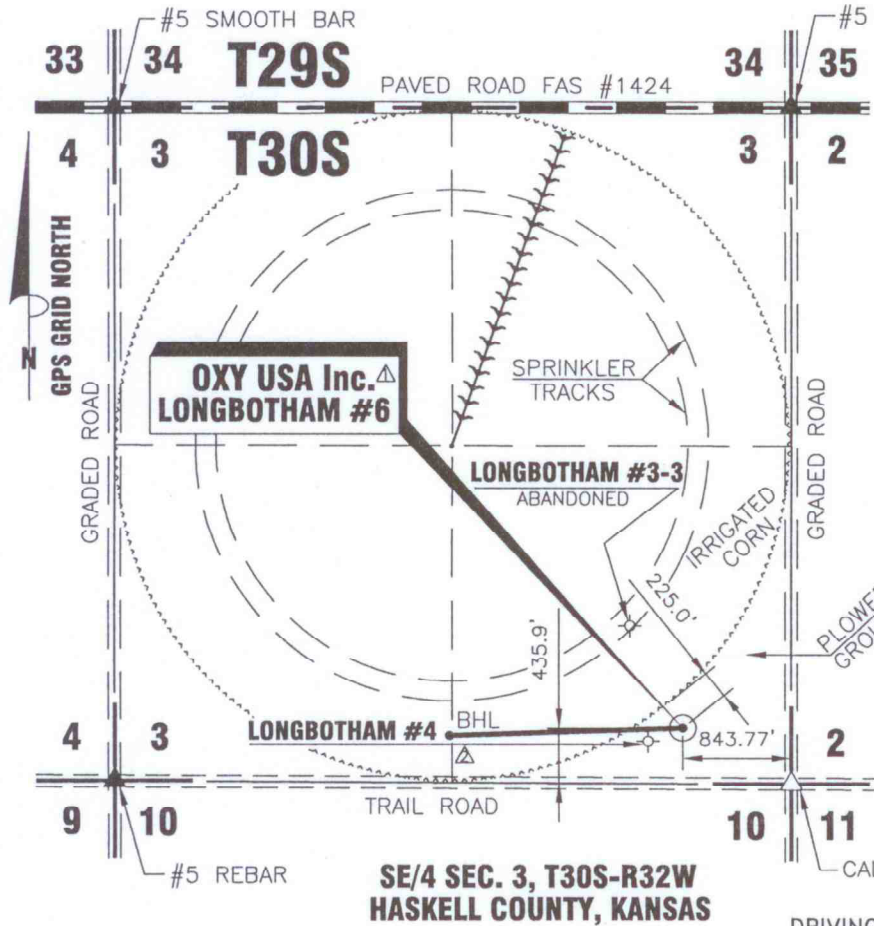 #5 SMOOTH BAR
#5
33 34 T29S 34 35
PAVED ROAD FAS #1424
4 3 T30S 3 2
GPS GRID NORTH
N
OXY USA Inc. 1
LONGBOTHAM #6
SPRINKLER
TRACKS
GRADED ROAD
GRADED ROAD
LONGBOTHAM #3-3
ABANDONED
IRRIGATED
CORN
225.0'
435.9'
LONGBOTHAM #4
BHL
2
843.77'
4 3 2
TRAIL ROAD
9 10 10 11
#5 REBAR
SE/4 SEC. 3, T30S-R32W
HASKELL COUNTY, KANSAS